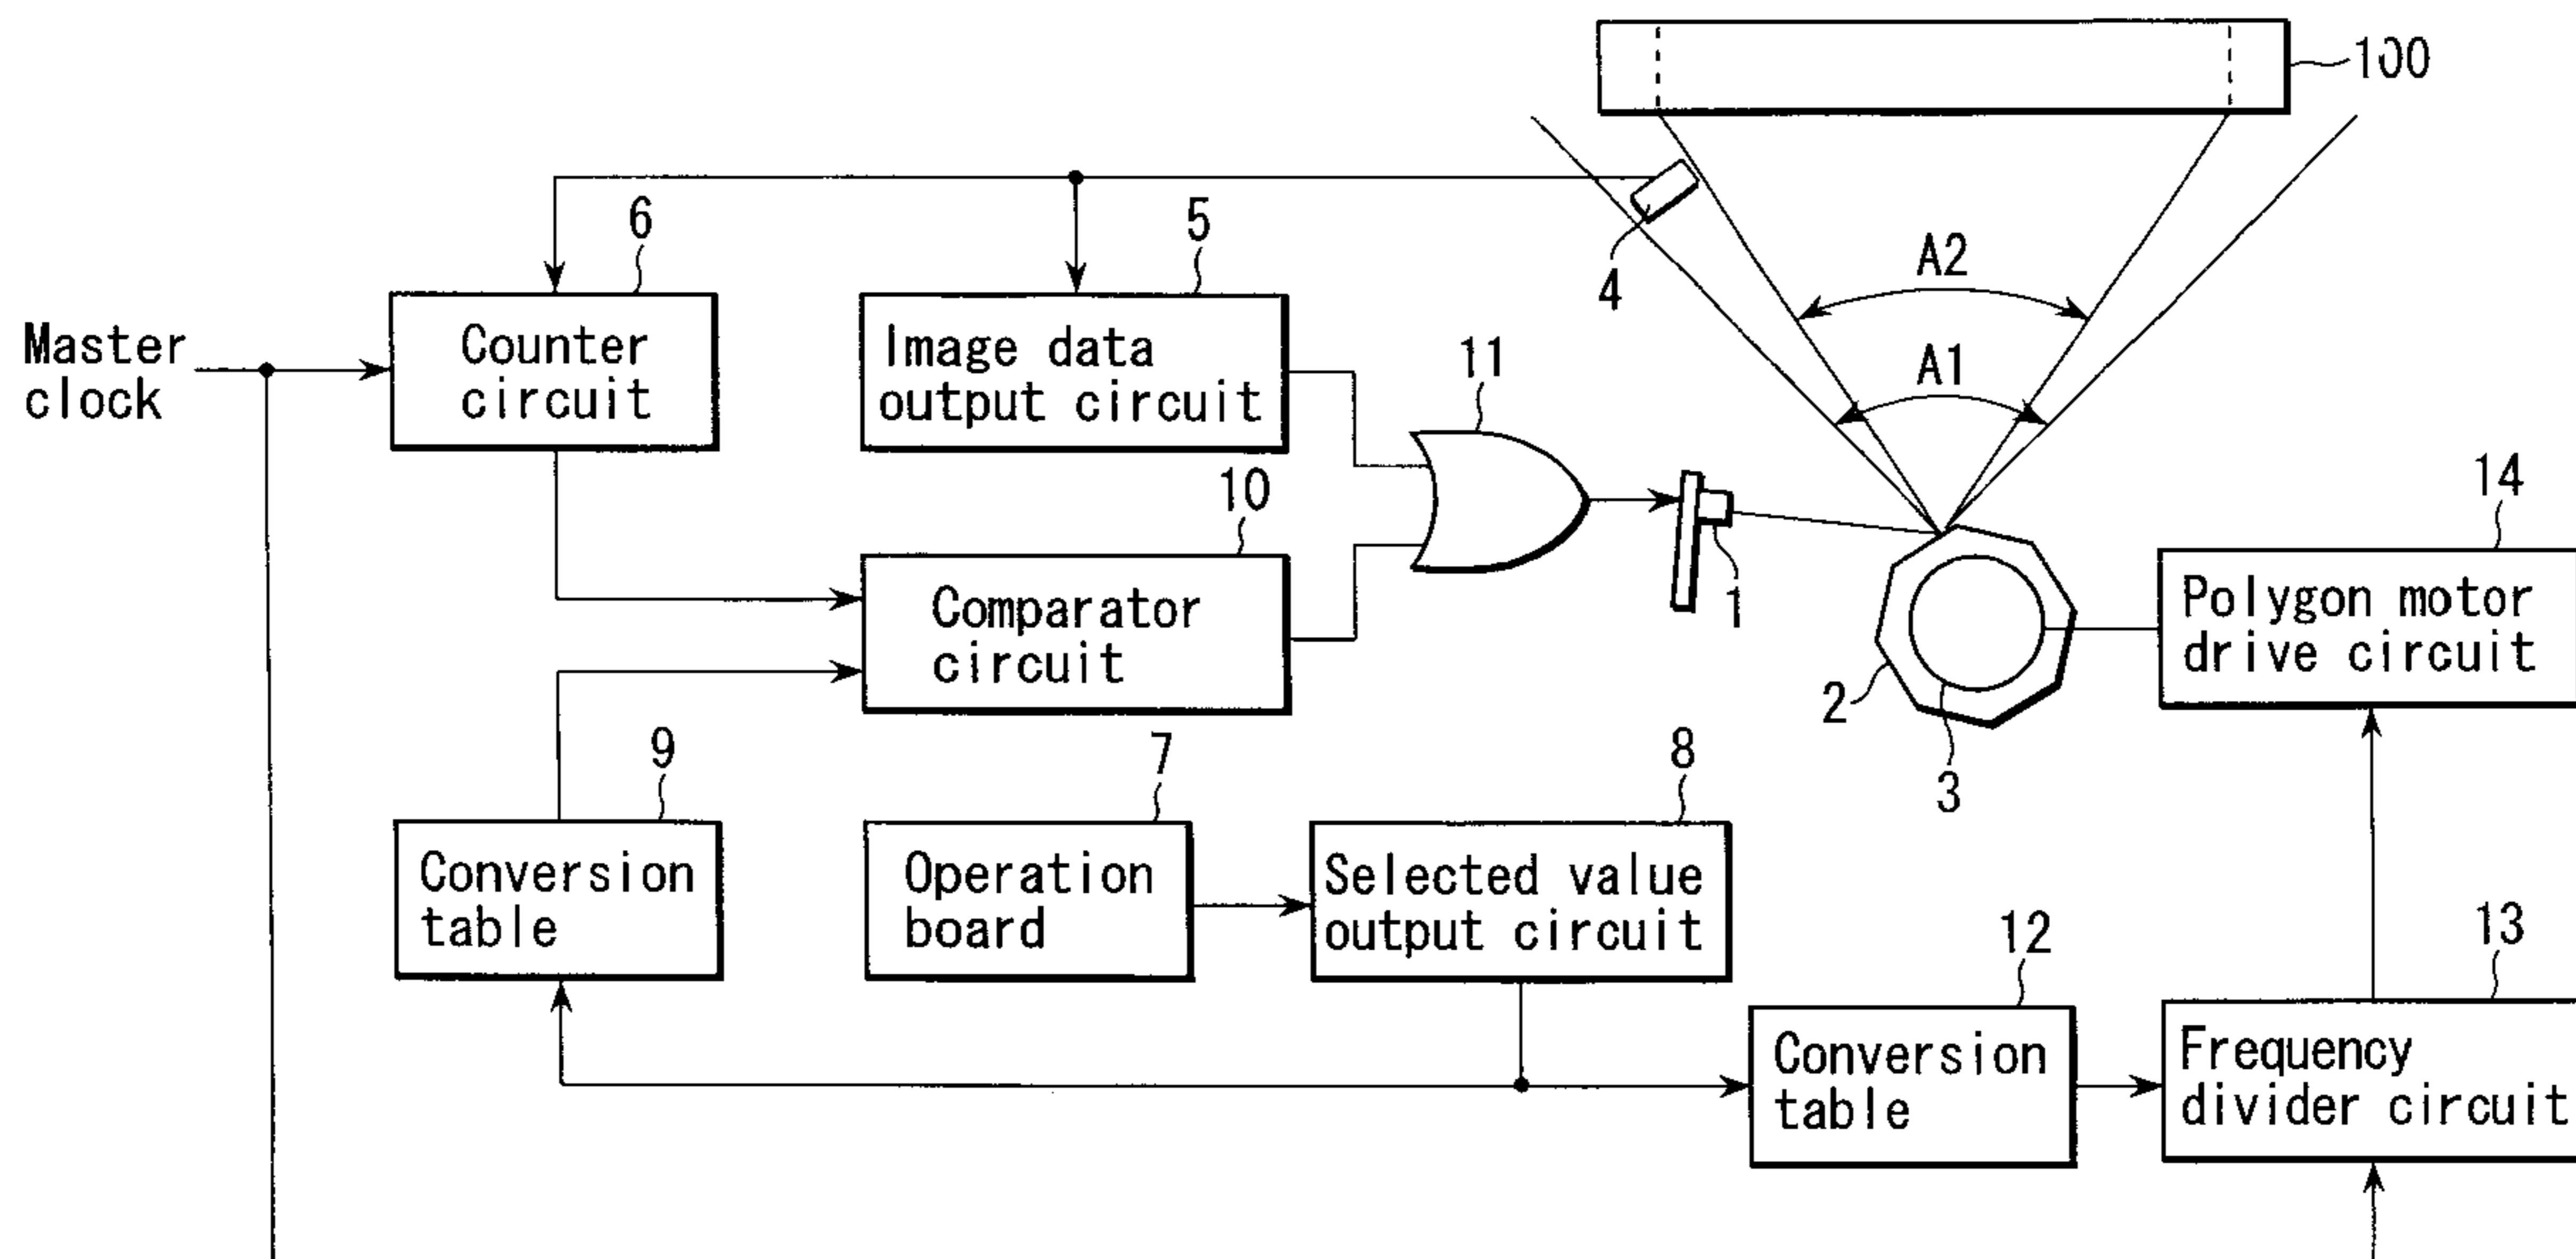 100
6
5
4
A2
Master
clock
Counter
circuit
Image data
output circuit
11
A1
10
14
Comparator
circuit
1
Polygon motor
drive circuit
2
3
9
7
8
Conversion
table
Operation
board
Selected value
output circuit
12
13
Conversion
table
Frequency
divider circuit